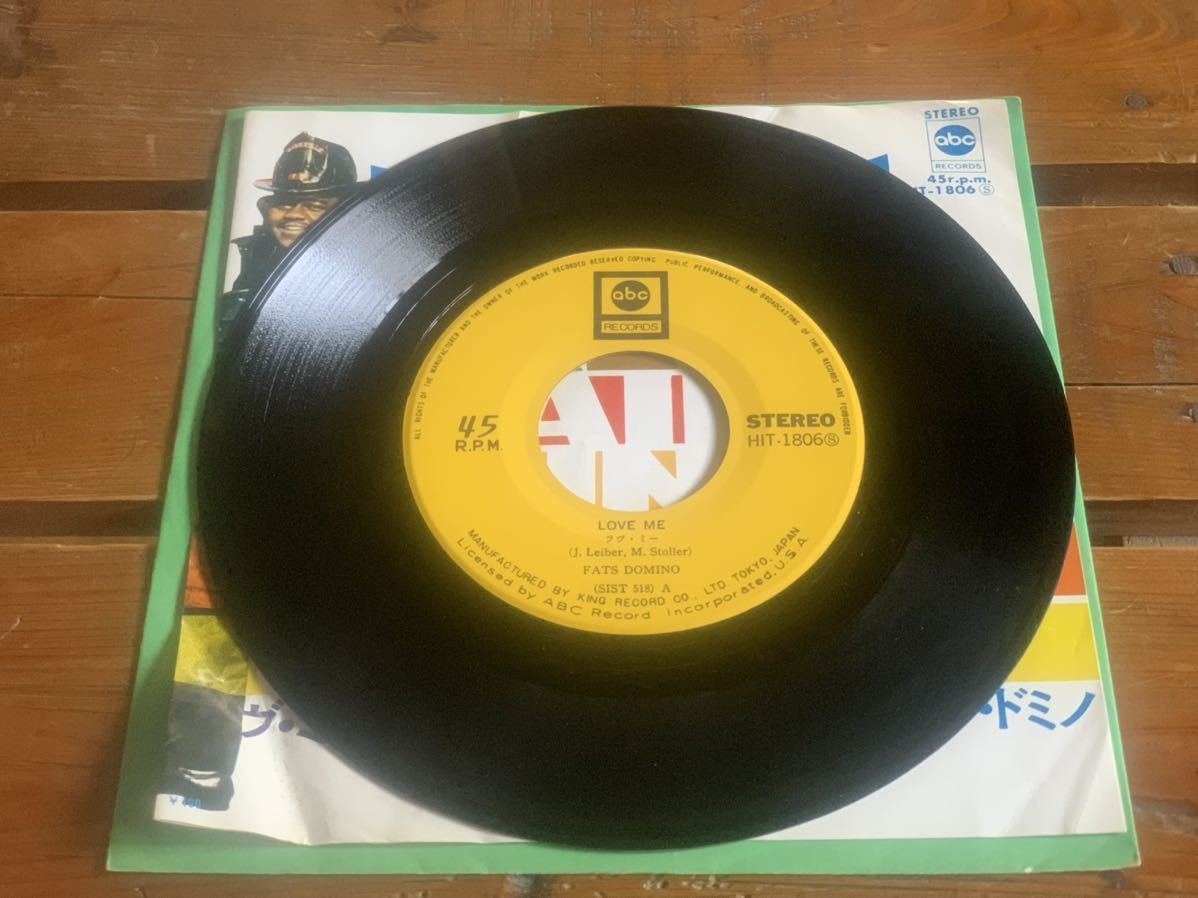 STEREO
abc
RECORDS
45r.p.m.
IT-1806 Ⓢ
ALL RIGHTS OF THE MANUFACTURER AND THE OWNER OF THE WORK RECORDED RESERVED COPYING PUBLIC PERFORMANCE AND BROADCASTING OF THESE RECORDS ARE FORBIDDEN
abc
RECORDS
45
R.P.M.
STEREO
HIT-1806Ⓢ
LOVE ME
ラヴ・ミー
(J. Leiber, M. Stoller)
FATS DOMINO
(SIST 518) A
MANUFACTURED BY KING RECORD CO., LTD. TOKYO, JAPAN
Licensed by ABC Record Incorporated, U.S.A.
ヴ・
・ドミノ